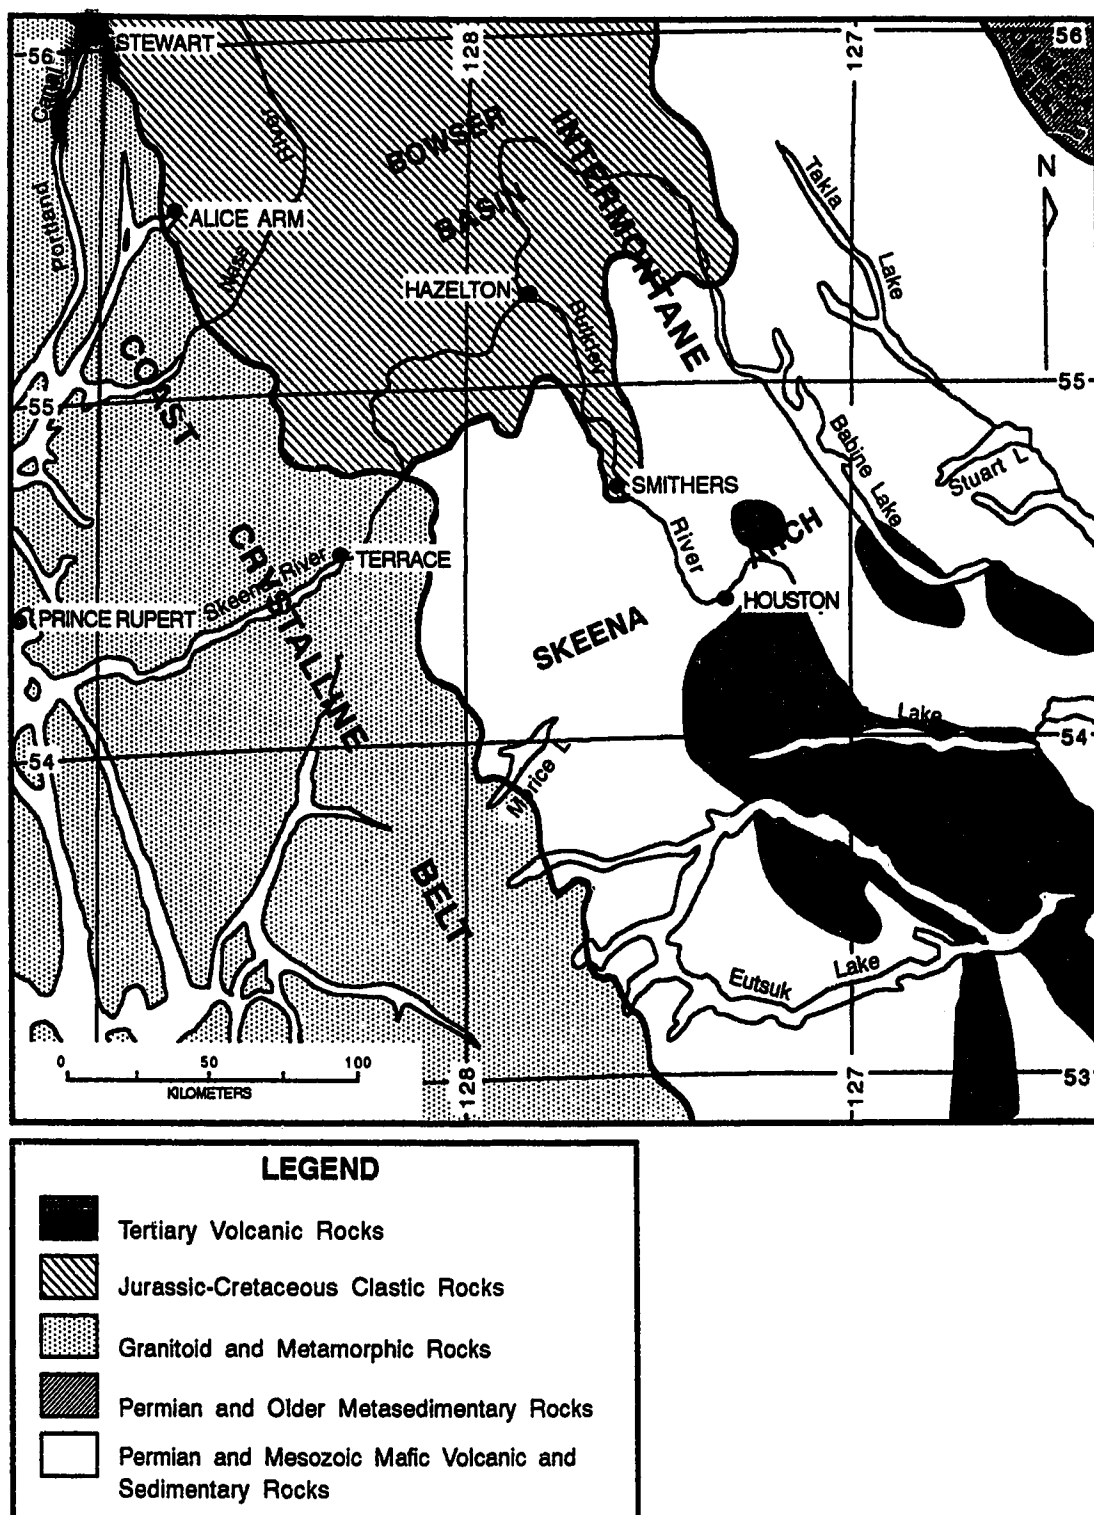 STEWART
56
128
127
56
Canal
Portland
River
Nass
BOWSER
BASIN
INTERMONTANE
Takla
Lake
N
ALICE ARM
HAZELTON
Bulkley
COAST
55
55
Babine Lake
Stuart L
SMITHERS
River
ARCH
CRYSTALLINE
TERRACE
Skeena River
PRINCE RUPERT
HOUSTON
SKEENA
Lake
54
54
Morice L
BELT
Eutsuk
Lake
0 50 100
KILOMETERS
128
127
53
LEGEND
Tertiary Volcanic Rocks
Jurassic-Cretaceous Clastic Rocks
Granitoid and Metamorphic Rocks
Permian and Older Metasedimentary Rocks
Permian and Mesozoic Mafic Volcanic and
Sedimentary Rocks